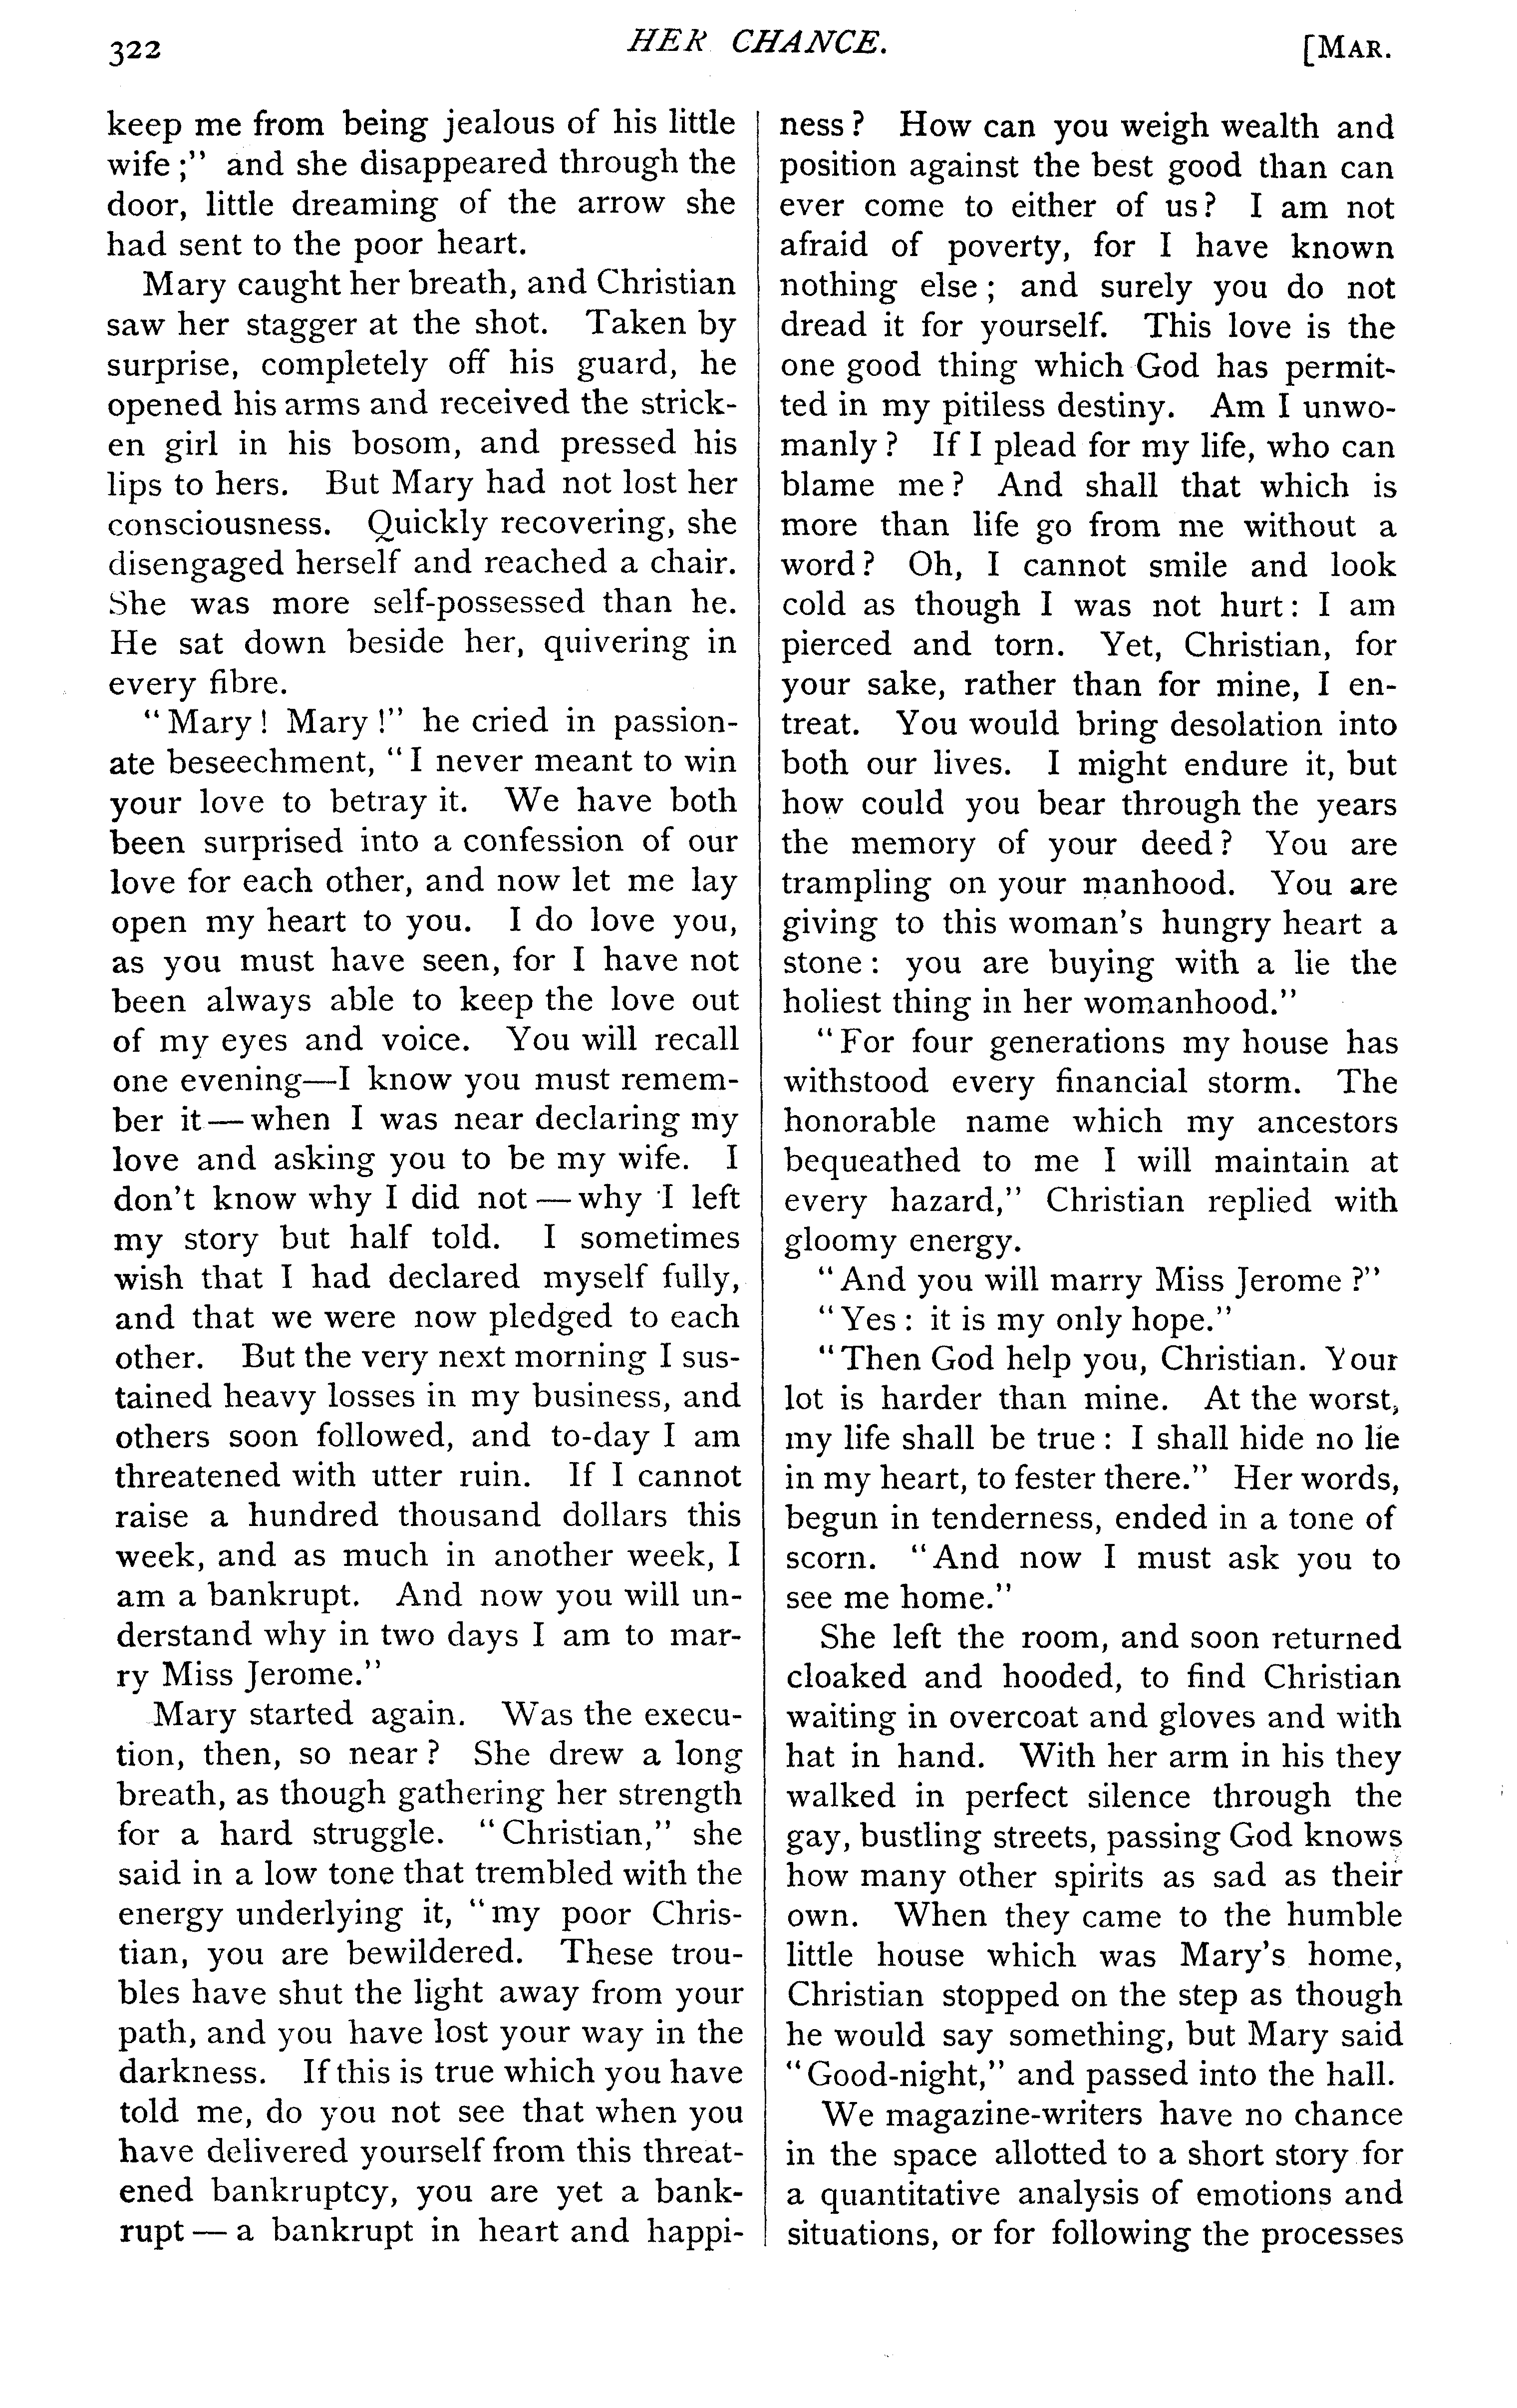 322
HER CHANCE.
[MAR.
keep me from being jealous of his little
wife;" and she disappeared through the
door, little dreaming of the arrow she
had sent to the poor heart.
Mary caught her breath, and Christian
saw her stagger at the shot. Taken by
surprise, completely off his guard, he
opened his arms and received the strick-
en girl in his bosom, and pressed his
lips to hers. But Mary had not lost her
consciousness. Quickly recovering, she
disengaged herself and reached a chair.
She was more self-possessed than he.
He sat down beside her, quivering in
every fibre.
"Mary! Mary!" he cried in passion-
ate beseechment, "I never meant to win
your love to betray it. We have both
been surprised into a confession of our
love for each other, and now let me lay
open my heart to you. I do love you,
as you must have seen, for I have not
been always able to keep the love out
of my eyes and voice. You will recall
one evening—I know you must remem-
ber it—when I was near declaring my
love and asking you to be my wife. I
don't know why I did not—why I left
my story but half told. I sometimes
wish that I had declared myself fully,
and that we were now pledged to each
other. But the very next morning I sus-
tained heavy losses in my business, and
others soon followed, and to-day I am
threatened with utter ruin. If I cannot
raise a hundred thousand dollars this
week, and as much in another week, I
am a bankrupt. And now you will un-
derstand why in two days I am to mar-
ry Miss Jerome."
Mary started again. Was the execu-
tion, then, so near? She drew a long
breath, as though gathering her strength
for a hard struggle. "Christian," she
said in a low tone that trembled with the
energy underlying it, "my poor Chris-
tian, you are bewildered. These trou-
bles have shut the light away from your
path, and you have lost your way in the
darkness. If this is true which you have
told me, do you not see that when you
have delivered yourself from this threat-
ened bankruptcy, you are yet a bank-
rupt—a bankrupt in heart and happi-
ness? How can you weigh wealth and
position against the best good than can
ever come to either of us? I am not
afraid of poverty, for I have known
nothing else; and surely you do not
dread it for yourself. This love is the
one good thing which God has permit-
ted in my pitiless destiny. Am I unwo-
manly? If I plead for my life, who can
blame me? And shall that which is
more than life go from me without a
word? Oh, I cannot smile and look
cold as though I was not hurt: I am
pierced and torn. Yet, Christian, for
your sake, rather than for mine, I en-
treat. You would bring desolation into
both our lives. I might endure it, but
how could you bear through the years
the memory of your deed? You are
trampling on your manhood. You are
giving to this woman's hungry heart a
stone: you are buying with a lie the
holiest thing in her womanhood."
"For four generations my house has
withstood every financial storm. The
honorable name which my ancestors
bequeathed to me I will maintain at
every hazard," Christian replied with
gloomy energy.
"And you will marry Miss Jerome?"
"Yes: it is my only hope."
"Then God help you, Christian. Your
lot is harder than mine. At the worst,
my life shall be true: I shall hide no lie
in my heart, to fester there." Her words,
begun in tenderness, ended in a tone of
scorn. "And now I must ask you to
see me home."
She left the room, and soon returned
cloaked and hooded, to find Christian
waiting in overcoat and gloves and with
hat in hand. With her arm in his they
walked in perfect silence through the
gay, bustling streets, passing God knows
how many other spirits as sad as their
own. When they came to the humble
little house which was Mary's home,
Christian stopped on the step as though
he would say something, but Mary said
"Good-night," and passed into the hall.
We magazine-writers have no chance
in the space allotted to a short story for
a quantitative analysis of emotions and
situations, or for following the processes